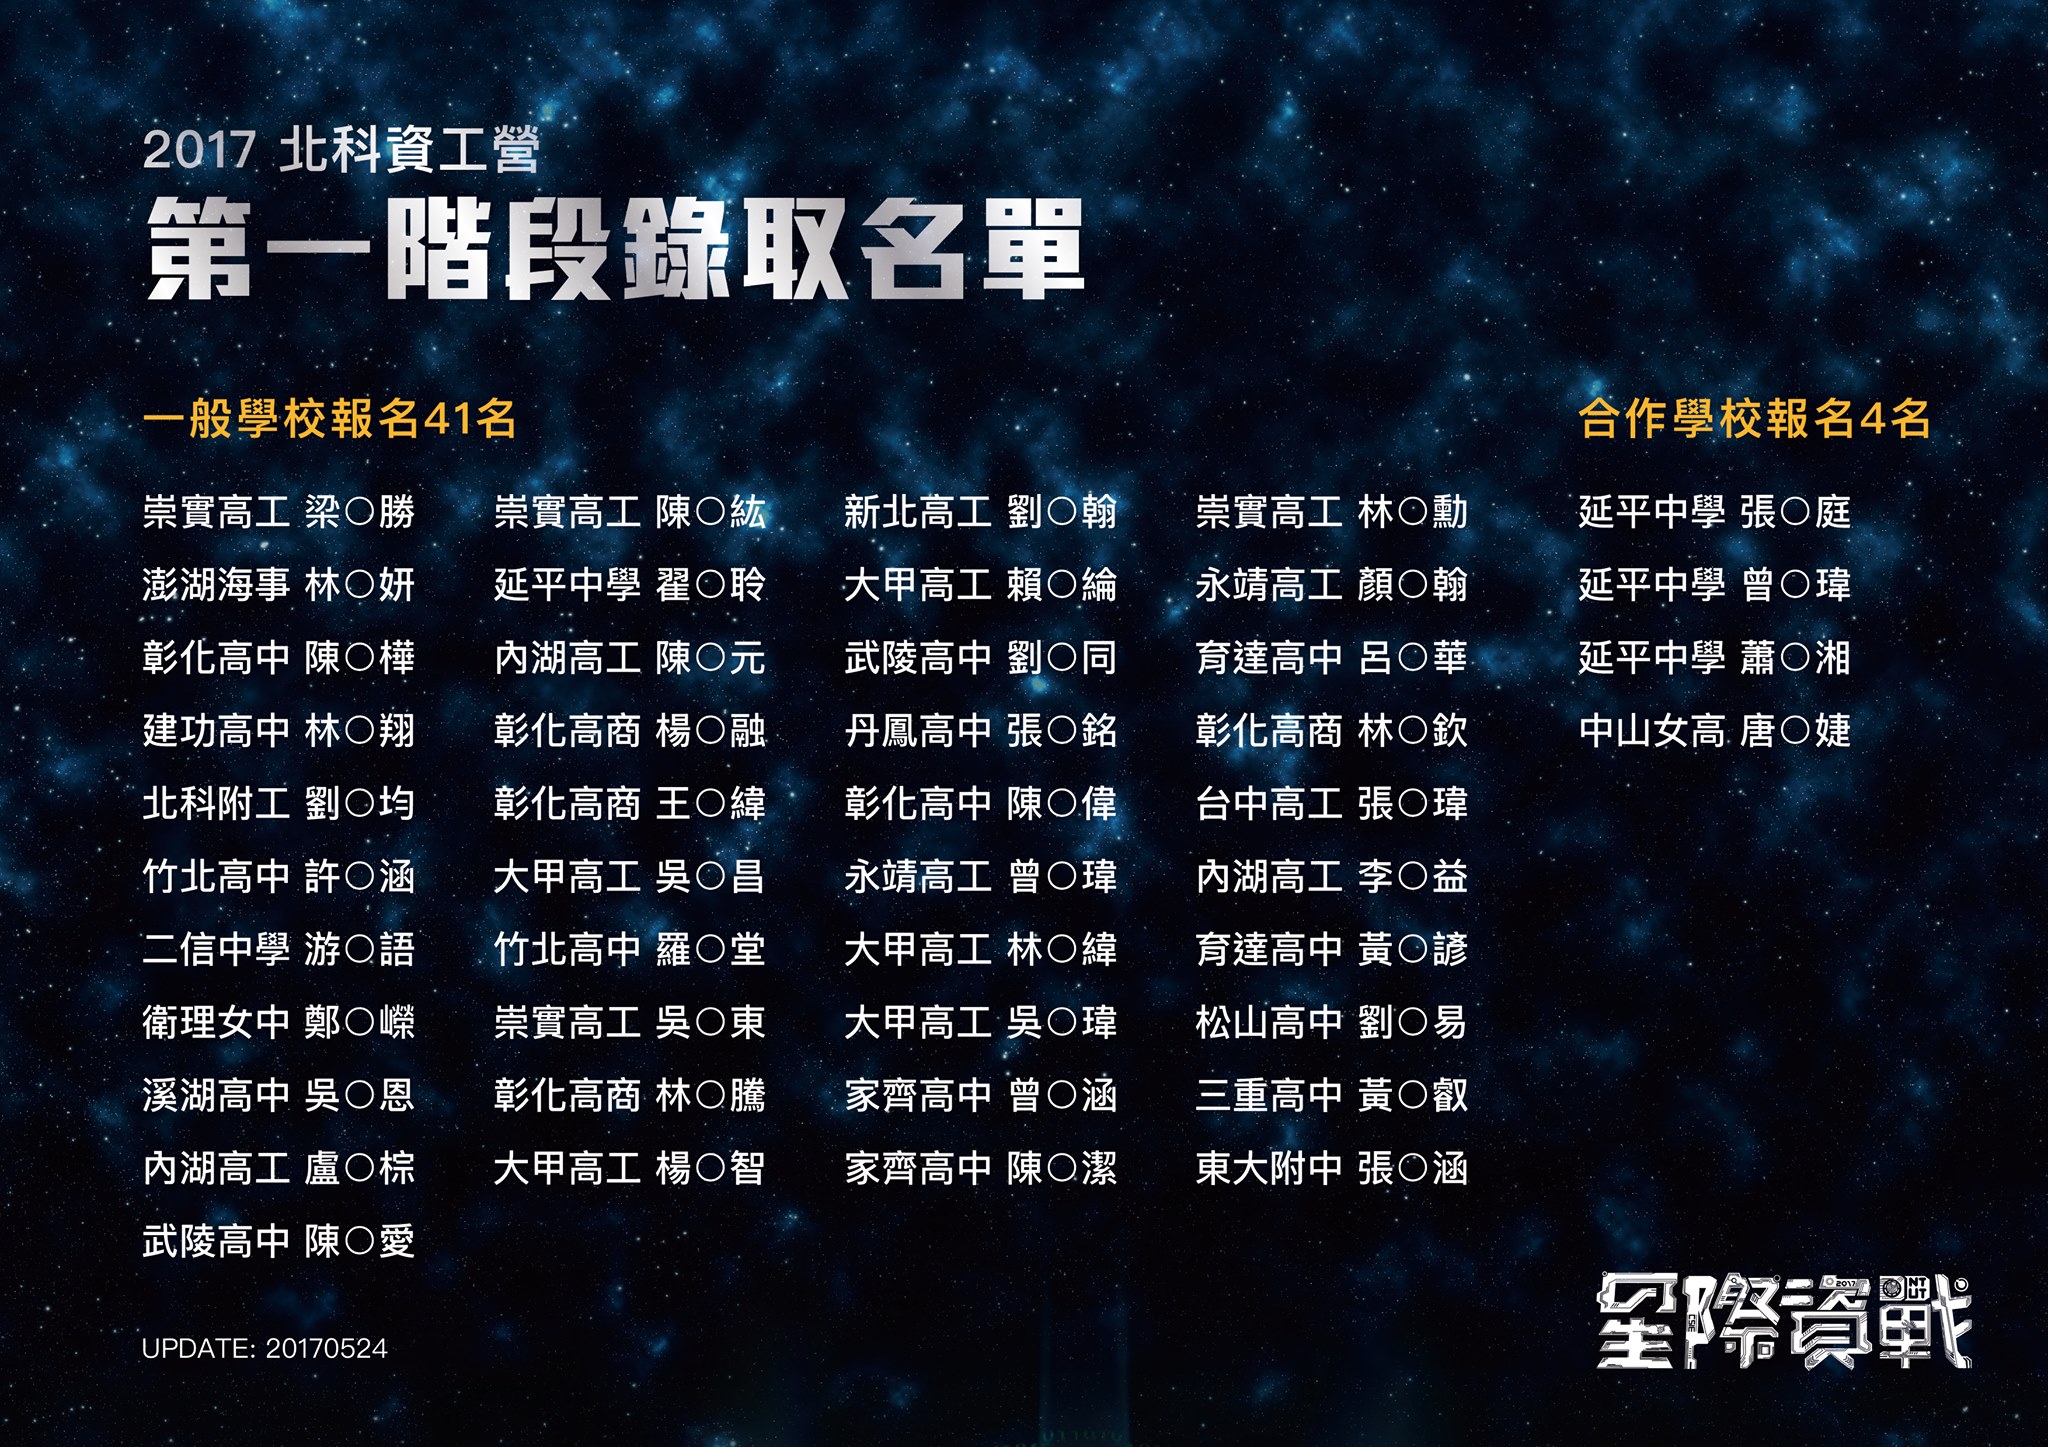 2017 北科資工營
第一階段錄取名單
一般學校報名41名
崇實高工 梁○勝
澎湖海事 林○妍
彰化高中 陳○樺
建功高中 林○翔
北科附工 劉○均
竹北高中 許○涵
二信中學 游○語
衛理女中 鄭○嶸
溪湖高中 吳○恩
內湖高工 盧○棕
武陵高中 陳○愛
崇實高工 陳○紘
延平中學 翟○聆
內湖高工 陳○元
彰化高商 楊○融
彰化高商 王○緯
大甲高工 吳○昌
竹北高中 羅○堂
崇實高工 吳○東
彰化高商 林○騰
大甲高工 楊○智
新北高工 劉○翰
大甲高工 賴○綸
武陵高中 劉○同
丹鳳高中 張○銘
彰化高中 陳○偉
永靖高工 曾○瑋
大甲高工 林○緯
大甲高工 吳○瑋
家齊高中 曾○涵
家齊高中 陳○潔
崇實高工 林○勳
永靖高工 顏○翰
育達高中 呂○華
彰化高商 林○欽
台中高工 張○瑋
內湖高工 李○益
育達高中 黃○諺
松山高中 劉○易
三重高中 黃○叡
東大附中 張○涵
合作學校報名4名
延平中學 張○庭
延平中學 曾○瑋
延平中學 蕭○湘
中山女高 唐○婕
UPDATE: 20170524
星際資戰
2017
NTUT
CSE